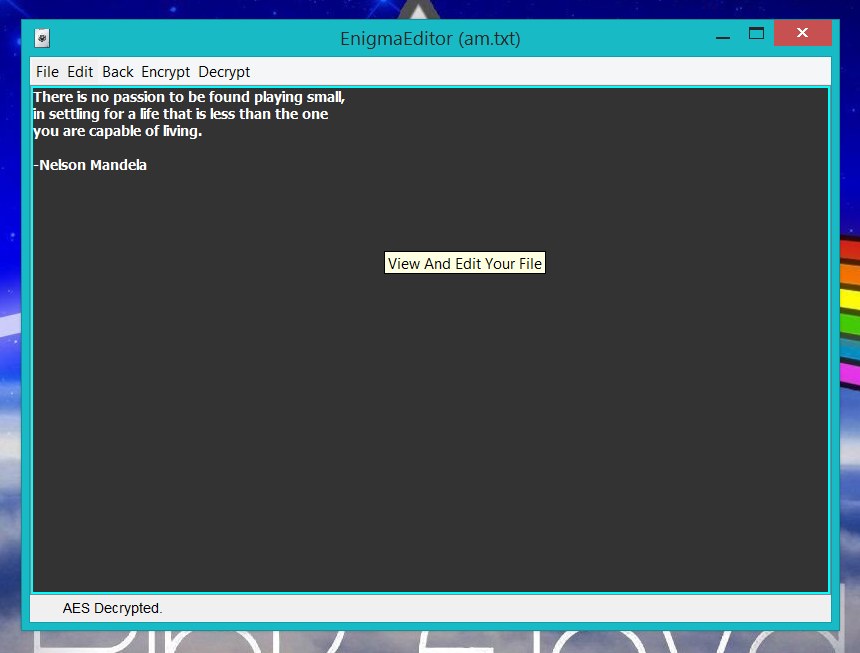 EnigmaEditor (am.txt)
File Edit Back Encrypt Decrypt
There is no passion to be found playing small,
in settling for a life that is less than the one
you are capable of living.
-Nelson Mandela
View And Edit Your File
AES Decrypted.